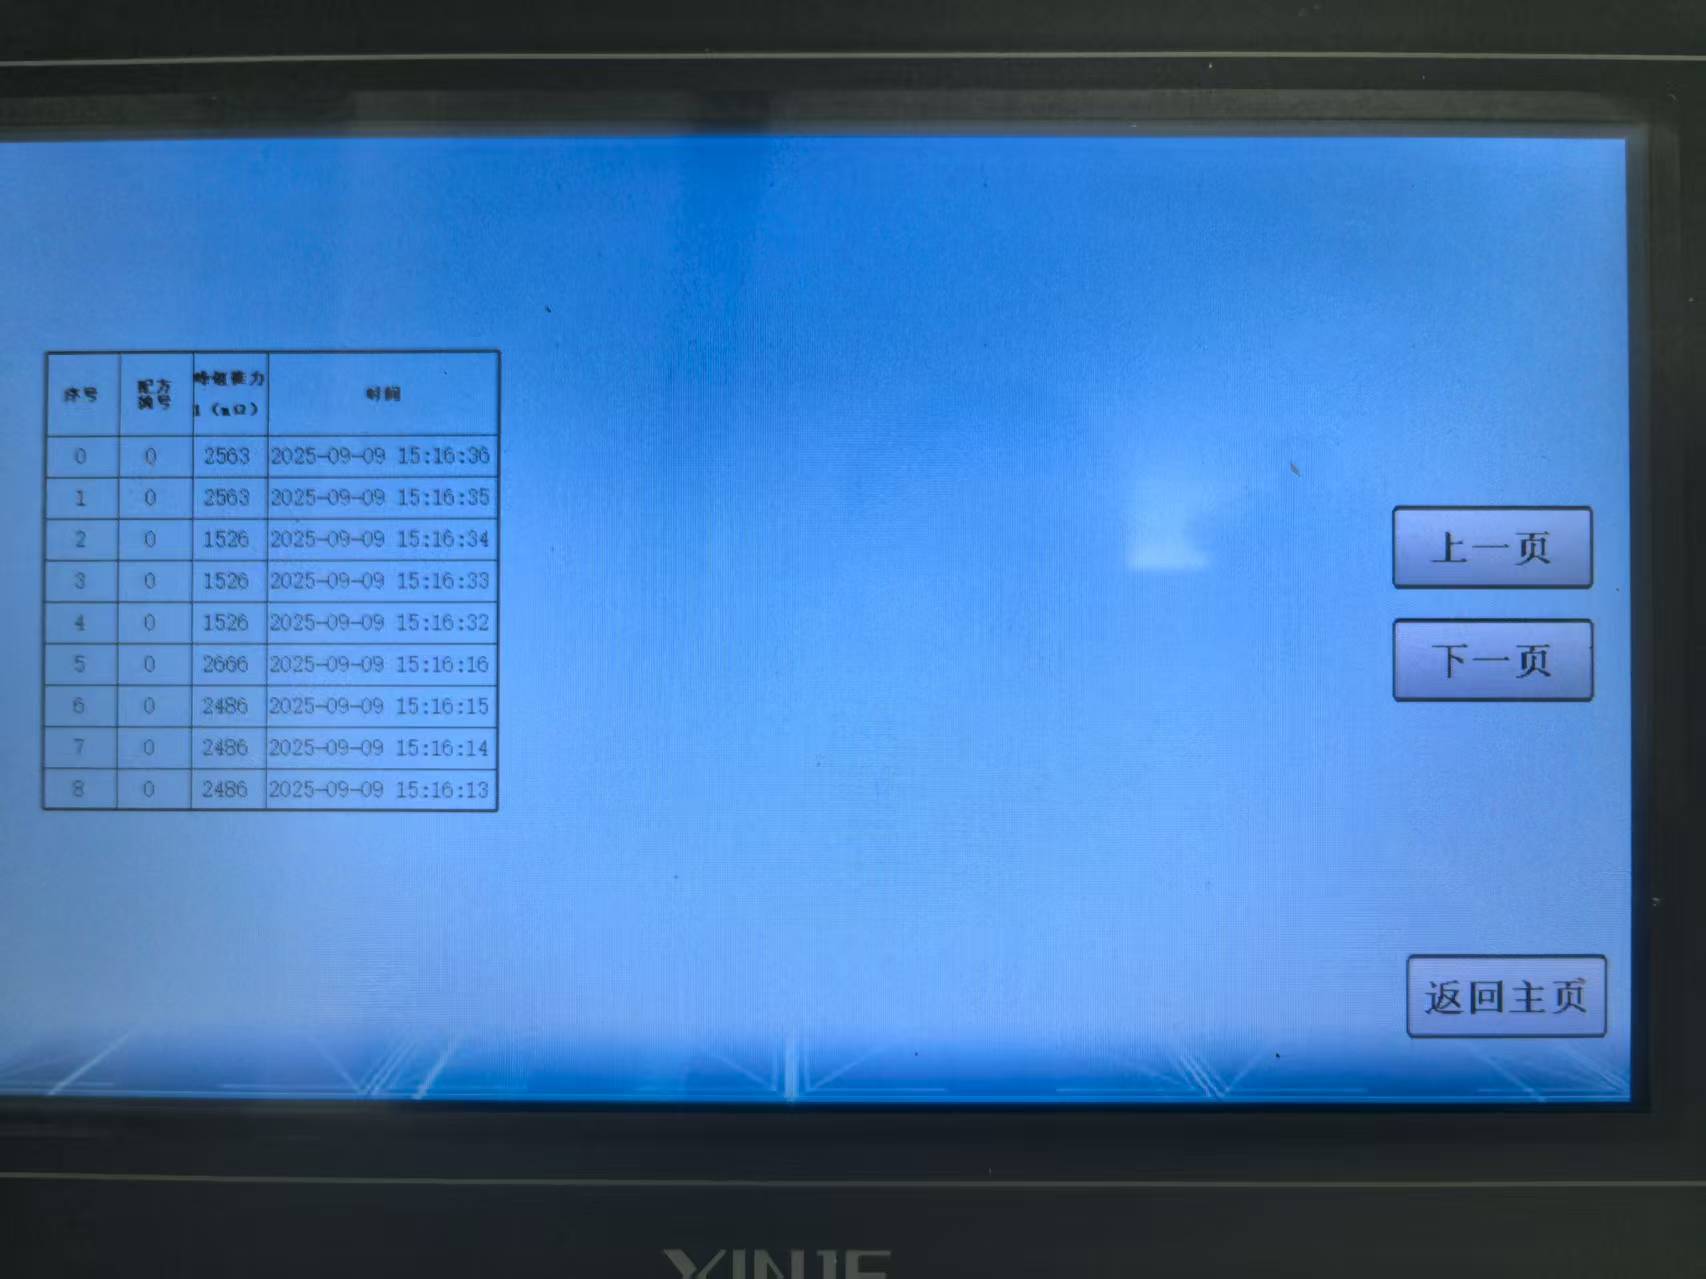 序号 配方编号 峰值推力1（mΩ） 时间
0 0 2563 2025-09-09 15:16:36
1 0 2563 2025-09-09 15:16:35
2 0 1526 2025-09-09 15:16:34
3 0 1526 2025-09-09 15:16:33
4 0 1526 2025-09-09 15:16:32
5 0 2666 2025-09-09 15:16:16
6 0 2486 2025-09-09 15:16:15
7 0 2486 2025-09-09 15:16:14
8 0 2486 2025-09-09 15:16:13
上一页
下一页
返回主页
XINJE